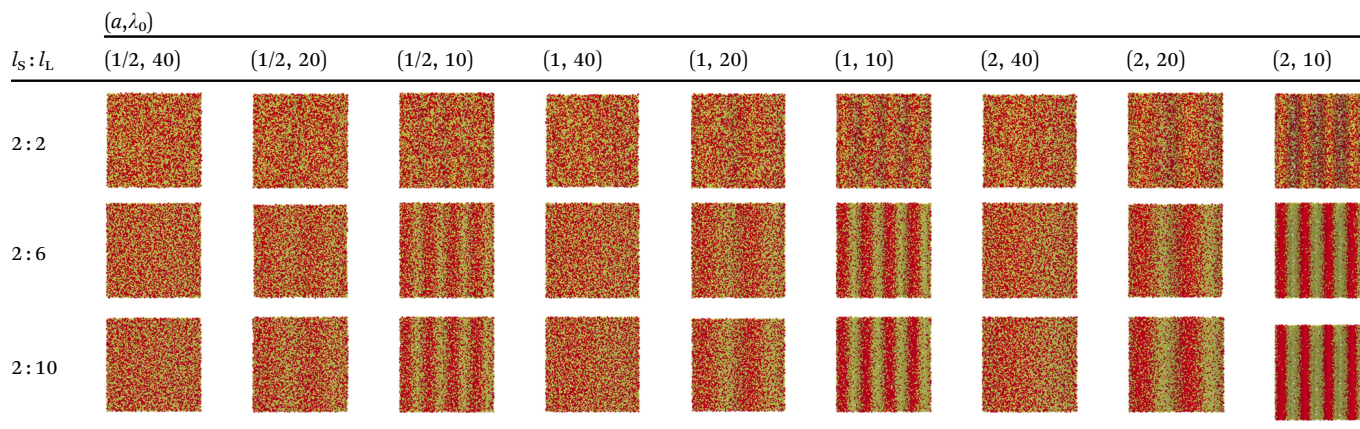 (a,λ₀)
lS:lL (1/2, 40) (1/2, 20) (1/2, 10) (1, 40) (1, 20) (1, 10) (2, 40) (2, 20) (2, 10)
2:2
2:6
2:10